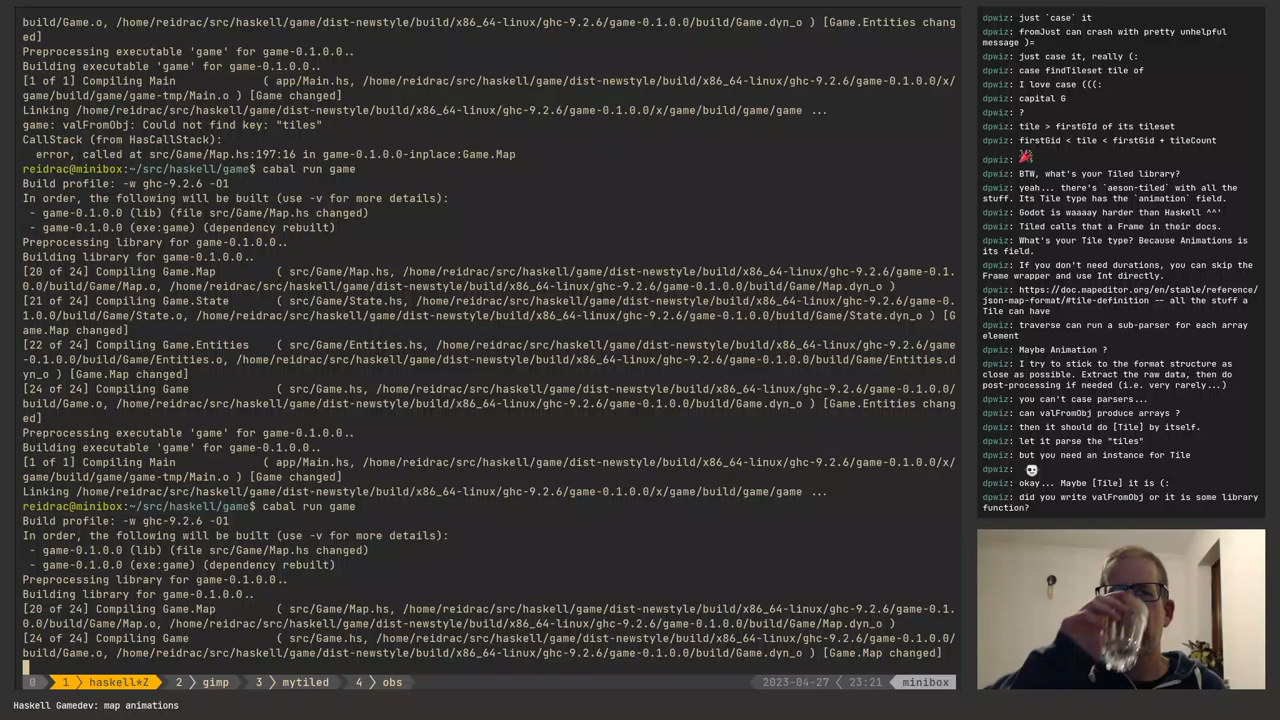 build/Game.o, /home/reidrac/src/haskell/game/dist-newstyle/build/x86_64-linux/ghc-9.2.6/game-0.1.0.0/build/Game.dyn_o ) [Game.Entities chang
ed]
Preprocessing executable 'game' for game-0.1.0.0..
Building executable 'game' for game-0.1.0.0..
[1 of 1] Compiling Main             ( app/Main.hs, /home/reidrac/src/haskell/game/dist-newstyle/build/x86_64-linux/ghc-9.2.6/game-0.1.0.0/x/
game/build/game/game-tmp/Main.o ) [Game changed]
Linking /home/reidrac/src/haskell/game/dist-newstyle/build/x86_64-linux/ghc-9.2.6/game-0.1.0.0/x/game/build/game/game ...
game: valFromObj: Could not find key: "tiles"
CallStack (from HasCallStack):
  error, called at src/Game/Map.hs:197:16 in game-0.1.0.0-inplace:Game.Map
reidrac@minibox:~/src/haskell/game$ cabal run game
Build profile: -w ghc-9.2.6 -O1
In order, the following will be built (use -v for more details):
 - game-0.1.0.0 (lib) (file src/Game/Map.hs changed)
 - game-0.1.0.0 (exe:game) (dependency rebuilt)
Preprocessing library for game-0.1.0.0..
Building library for game-0.1.0.0..
[20 of 24] Compiling Game.Map         ( src/Game/Map.hs, /home/reidrac/src/haskell/game/dist-newstyle/build/x86_64-linux/ghc-9.2.6/game-0.1.
0.0/build/Game/Map.o, /home/reidrac/src/haskell/game/dist-newstyle/build/x86_64-linux/ghc-9.2.6/game-0.1.0.0/build/Game/Map.dyn_o )
[21 of 24] Compiling Game.State       ( src/Game/State.hs, /home/reidrac/src/haskell/game/dist-newstyle/build/x86_64-linux/ghc-9.2.6/game-0.
1.0.0/build/Game/State.o, /home/reidrac/src/haskell/game/dist-newstyle/build/x86_64-linux/ghc-9.2.6/game-0.1.0.0/build/Game/State.dyn_o ) [G
ame.Map changed]
[22 of 24] Compiling Game.Entities    ( src/Game/Entities.hs, /home/reidrac/src/haskell/game/dist-newstyle/build/x86_64-linux/ghc-9.2.6/game
-0.1.0.0/build/Game/Entities.o, /home/reidrac/src/haskell/game/dist-newstyle/build/x86_64-linux/ghc-9.2.6/game-0.1.0.0/build/Game/Entities.d
yn_o ) [Game.Map changed]
[24 of 24] Compiling Game             ( src/Game.hs, /home/reidrac/src/haskell/game/dist-newstyle/build/x86_64-linux/ghc-9.2.6/game-0.1.0.0/
build/Game.o, /home/reidrac/src/haskell/game/dist-newstyle/build/x86_64-linux/ghc-9.2.6/game-0.1.0.0/build/Game.dyn_o ) [Game.Entities chang
ed]
Preprocessing executable 'game' for game-0.1.0.0..
Building executable 'game' for game-0.1.0.0..
[1 of 1] Compiling Main             ( app/Main.hs, /home/reidrac/src/haskell/game/dist-newstyle/build/x86_64-linux/ghc-9.2.6/game-0.1.0.0/x/
game/build/game/game-tmp/Main.o ) [Game changed]
Linking /home/reidrac/src/haskell/game/dist-newstyle/build/x86_64-linux/ghc-9.2.6/game-0.1.0.0/x/game/build/game/game ...
reidrac@minibox:~/src/haskell/game$ cabal run game
Build profile: -w ghc-9.2.6 -O1
In order, the following will be built (use -v for more details):
 - game-0.1.0.0 (lib) (file src/Game/Map.hs changed)
 - game-0.1.0.0 (exe:game) (dependency rebuilt)
Preprocessing library for game-0.1.0.0..
Building library for game-0.1.0.0..
[20 of 24] Compiling Game.Map         ( src/Game/Map.hs, /home/reidrac/src/haskell/game/dist-newstyle/build/x86_64-linux/ghc-9.2.6/game-0.1.
0.0/build/Game/Map.o, /home/reidrac/src/haskell/game/dist-newstyle/build/x86_64-linux/ghc-9.2.6/game-0.1.0.0/build/Game/Map.dyn_o )
[24 of 24] Compiling Game             ( src/Game.hs, /home/reidrac/src/haskell/game/dist-newstyle/build/x86_64-linux/ghc-9.2.6/game-0.1.0.0/
build/Game.o, /home/reidrac/src/haskell/game/dist-newstyle/build/x86_64-linux/ghc-9.2.6/game-0.1.0.0/build/Game.dyn_o ) [Game.Map changed]
0 1 haskell*Z 2 gimp 3 mytiled 4 obs 2023-04-27 23:21 minibox
Haskell Gamedev: map animations
dpwiz: just `case` it
dpwiz: fromJust can crash with pretty unhelpful
message )=
dpwiz: just case it, really (:
dpwiz: case findTileset tile of
dpwiz: I love case (((:
dpwiz: capital G
dpwiz: ?
dpwiz: tile > firstGId of its tileset
dpwiz: firstGid < tile < firstGid + tileCount
dpwiz: 🎉
dpwiz: BTW, what's your Tiled library?
dpwiz: yeah... there's `aeson-tiled` with all the
stuff. Its Tile type has the `animation` field.
dpwiz: Godot is waaaay harder than Haskell ^^'
dpwiz: Tiled calls that a Frame in their docs.
dpwiz: What's your Tile type? Because Animations is
its field.
dpwiz: If you don't need durations, you can skip the
Frame wrapper and use Int directly.
dpwiz: https://doc.mapeditor.org/en/stable/reference/
json-map-format/#tile-definition -- all the stuff a
Tile can have
dpwiz: traverse can run a sub-parser for each array
element
dpwiz: Maybe Animation ?
dpwiz: I try to stick to the format structure as
close as possible. Extract the raw data, then do
post-processing if needed (i.e. very rarely...)
dpwiz: you can't case parsers...
dpwiz: can valFromObj produce arrays ?
dpwiz: then it should do [Tile] by itself.
dpwiz: let it parse the "tiles"
dpwiz: but you need an instance for Tile
dpwiz: 💀
dpwiz: okay... Maybe [Tile] it is (:
dpwiz: did you write valFromObj or it is some library
function?